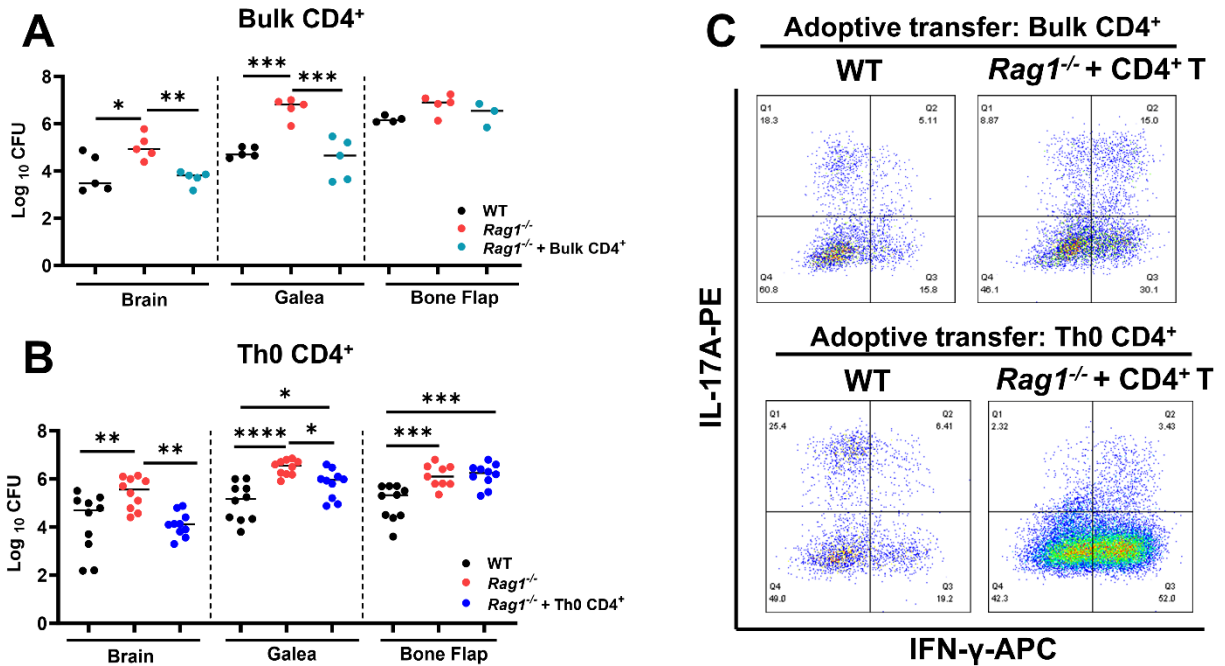 A
Bulk CD4⁺
Log 10 CFU
8
6
4
2
0
* ** *** ***
WT
Rag1⁻/⁻
Rag1⁻/⁻ + Bulk CD4⁺
Brain Galea Bone Flap
B
Th0 CD4⁺
Log 10 CFU
8
6
4
2
0
** ** **** * * *** ***
WT
Rag1⁻/⁻
Rag1⁻/⁻ + Th0 CD4⁺
Brain Galea Bone Flap
C
Adoptive transfer: Bulk CD4⁺
WT Rag1⁻/⁻ + CD4⁺ T
Q1 Q2 Q1 Q2
18.3 5.11 8.87 15.0
Q4 Q3 Q4 Q3
60.8 15.8 46.1 30.1
Adoptive transfer: Th0 CD4⁺
WT Rag1⁻/⁻ + CD4⁺ T
Q1 Q2 Q1 Q2
25.4 6.41 2.32 3.43
Q4 Q3 Q4 Q3
49.0 19.2 42.3 52.0
IL-17A-PE
IFN-γ-APC